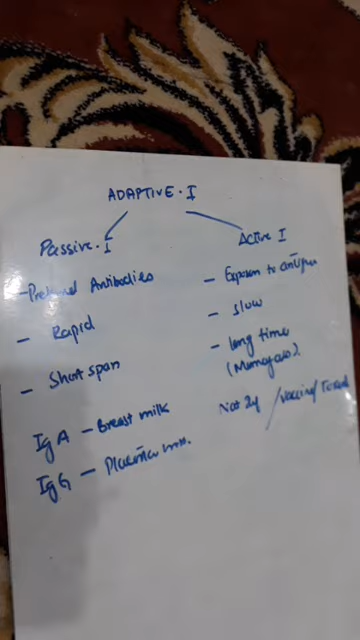 ADAPTIVE. I
Passive. I
- Preformed Antibodies
- Rapid
- Short span
IgA - Breast milk
IgG - Placenta
Active I
- Exposure to antigen
- Slow
- long time
(Memory
Vaccine/